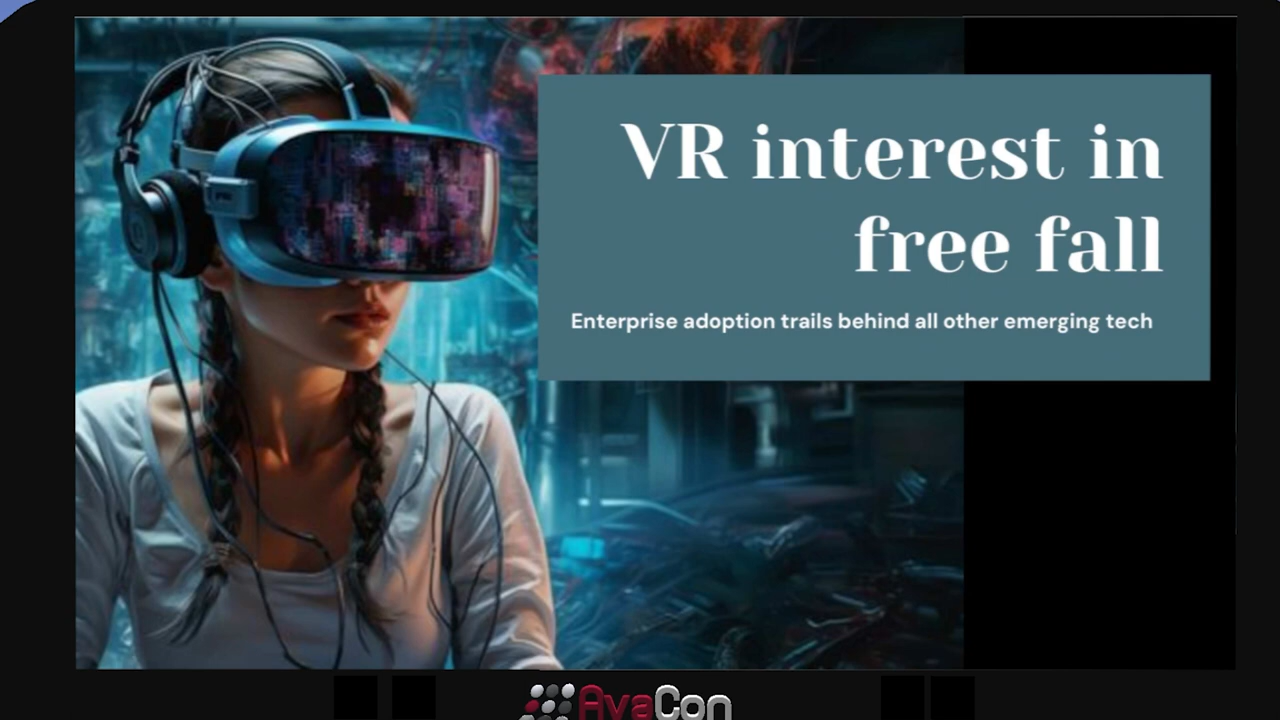 VR interest in
free fall
Enterprise adoption trails behind all other emerging tech
AvaCon